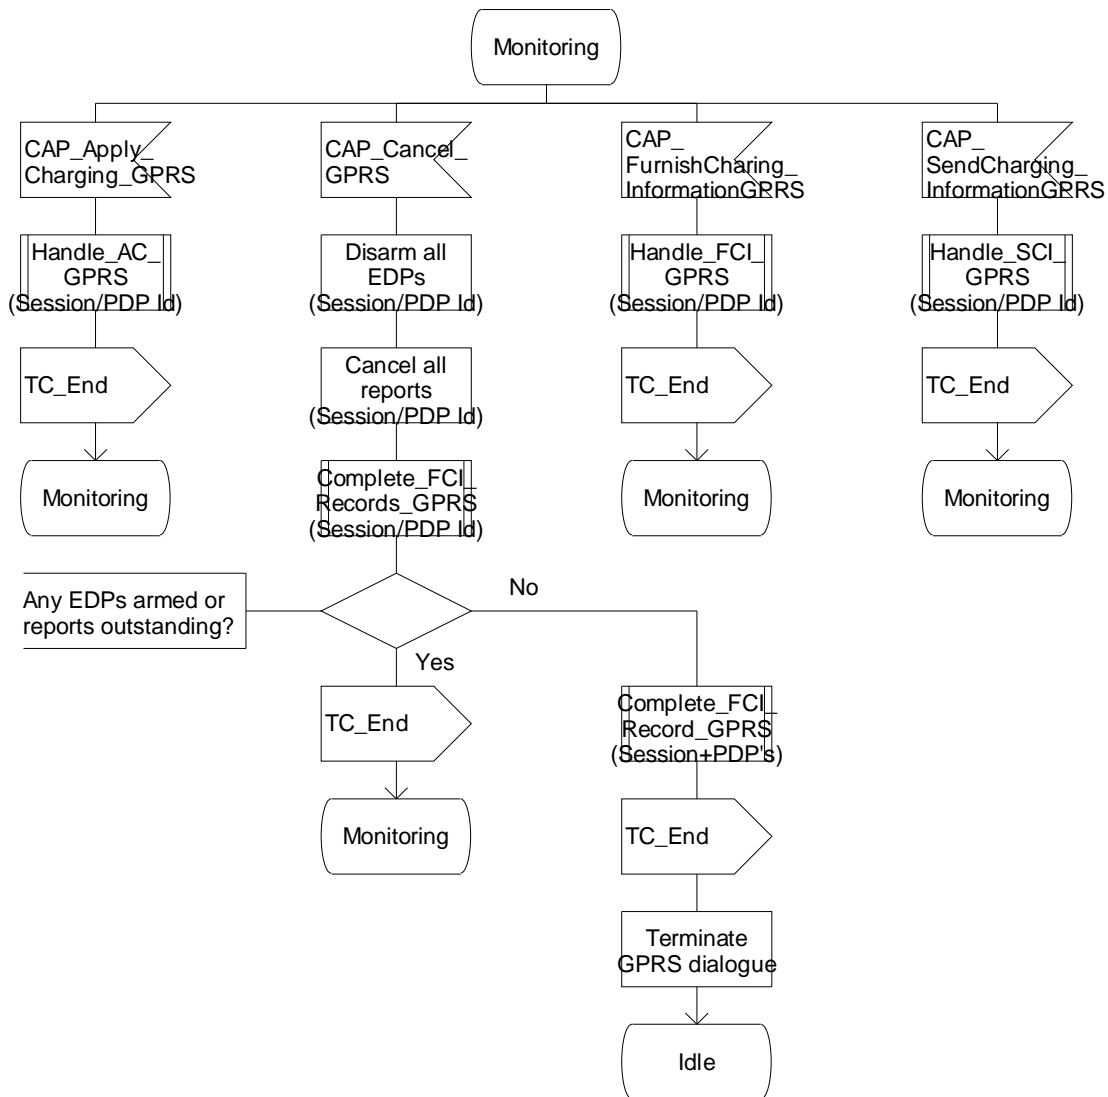 Monitoring
CAP_Apply_
Charging_GPRS
CAP_Cancel_
GPRS
CAP_
FurnishCharing_
InformationGPRS
CAP_
SendCharging_
InformationGPRS
Handle_AC_
GPRS
(Session/PDP Id)
Disarm all
EDPs
(Session/PDP Id)
Handle_FCI_
GPRS
(Session/PDP Id)
Handle_SCI_
GPRS
(Session/PDP Id)
TC_End
Cancel all
reports
(Session/PDP Id)
TC_End
TC_End
Monitoring
Complete_FCI_
Records_GPRS
(Session/PDP Id)
Monitoring
Monitoring
Any EDPs armed or
reports outstanding?
No
Yes
TC_End
Complete_FCI_
Record_GPRS
(Session+PDP's)
Monitoring
TC_End
Terminate
GPRS dialogue
Idle